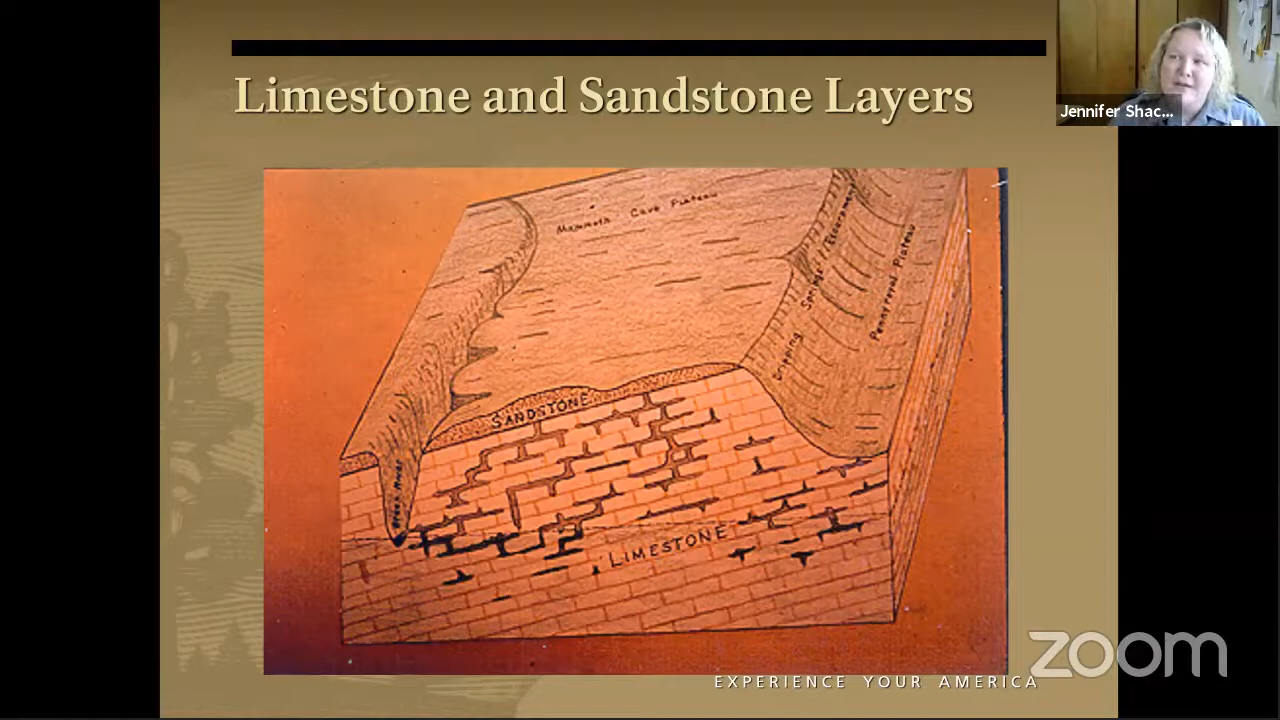 Limestone and Sandstone Layers
Jennifer Shac...
Mammoth Cave Plateau
Dripping Springs Escarpment
Pennyroyal Plateau
SANDSTONE
Green River
LIMESTONE
zoom
EXPERIENCE YOUR AMERICA